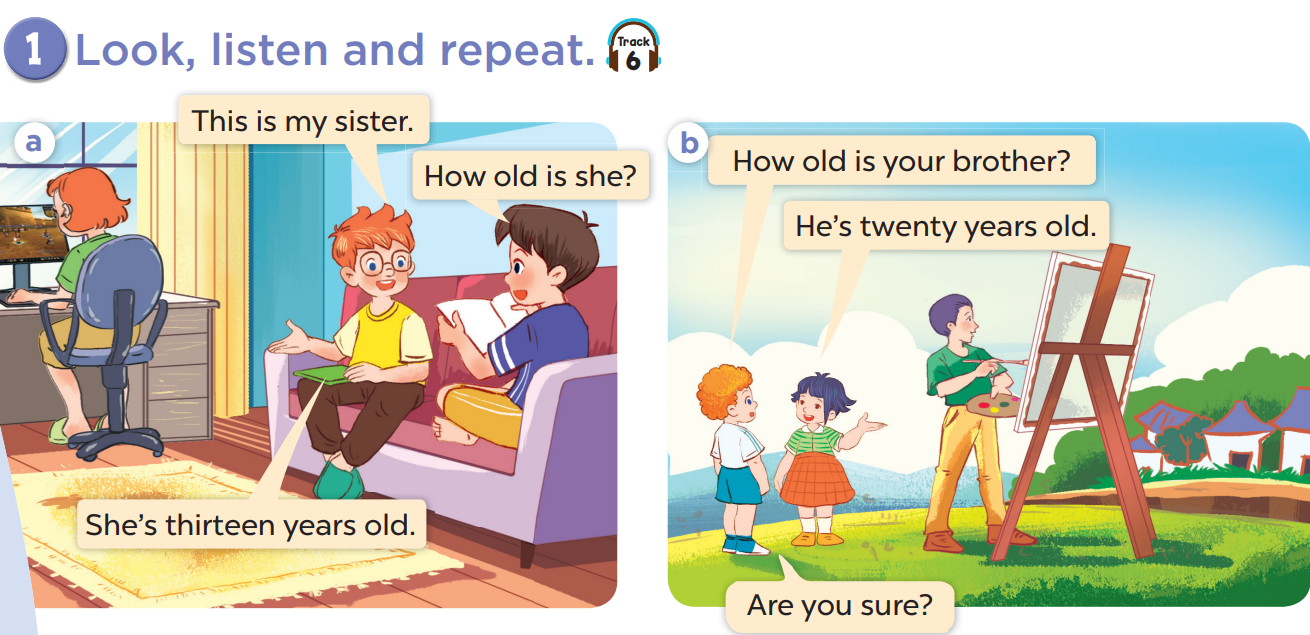 1 Look, listen and repeat. Track 6
a
This is my sister.
How old is she?
She's thirteen years old.
b
How old is your brother?
He's twenty years old.
Are you sure?